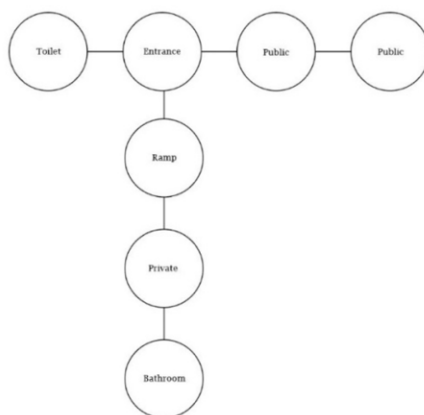 Toilet
Entrance
Public
Public
Ramp
Private
Bathroom